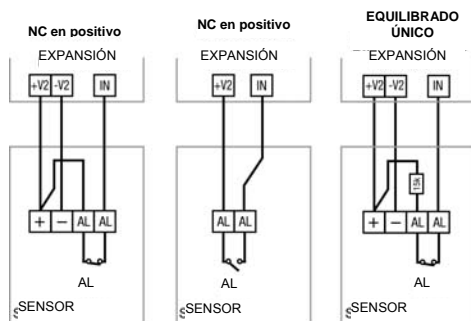 NC en positivo
EXPANSIÓN
+V2 -V2 IN
+ − AL AL
AL
SENSOR
NC en positivo
EXPANSIÓN
+V2 IN
AL AL
AL
SENSOR
EQUILIBRADO
ÚNICO
EXPANSIÓN
+V2 -V2 IN
+ − AL AL
AL
SENSOR